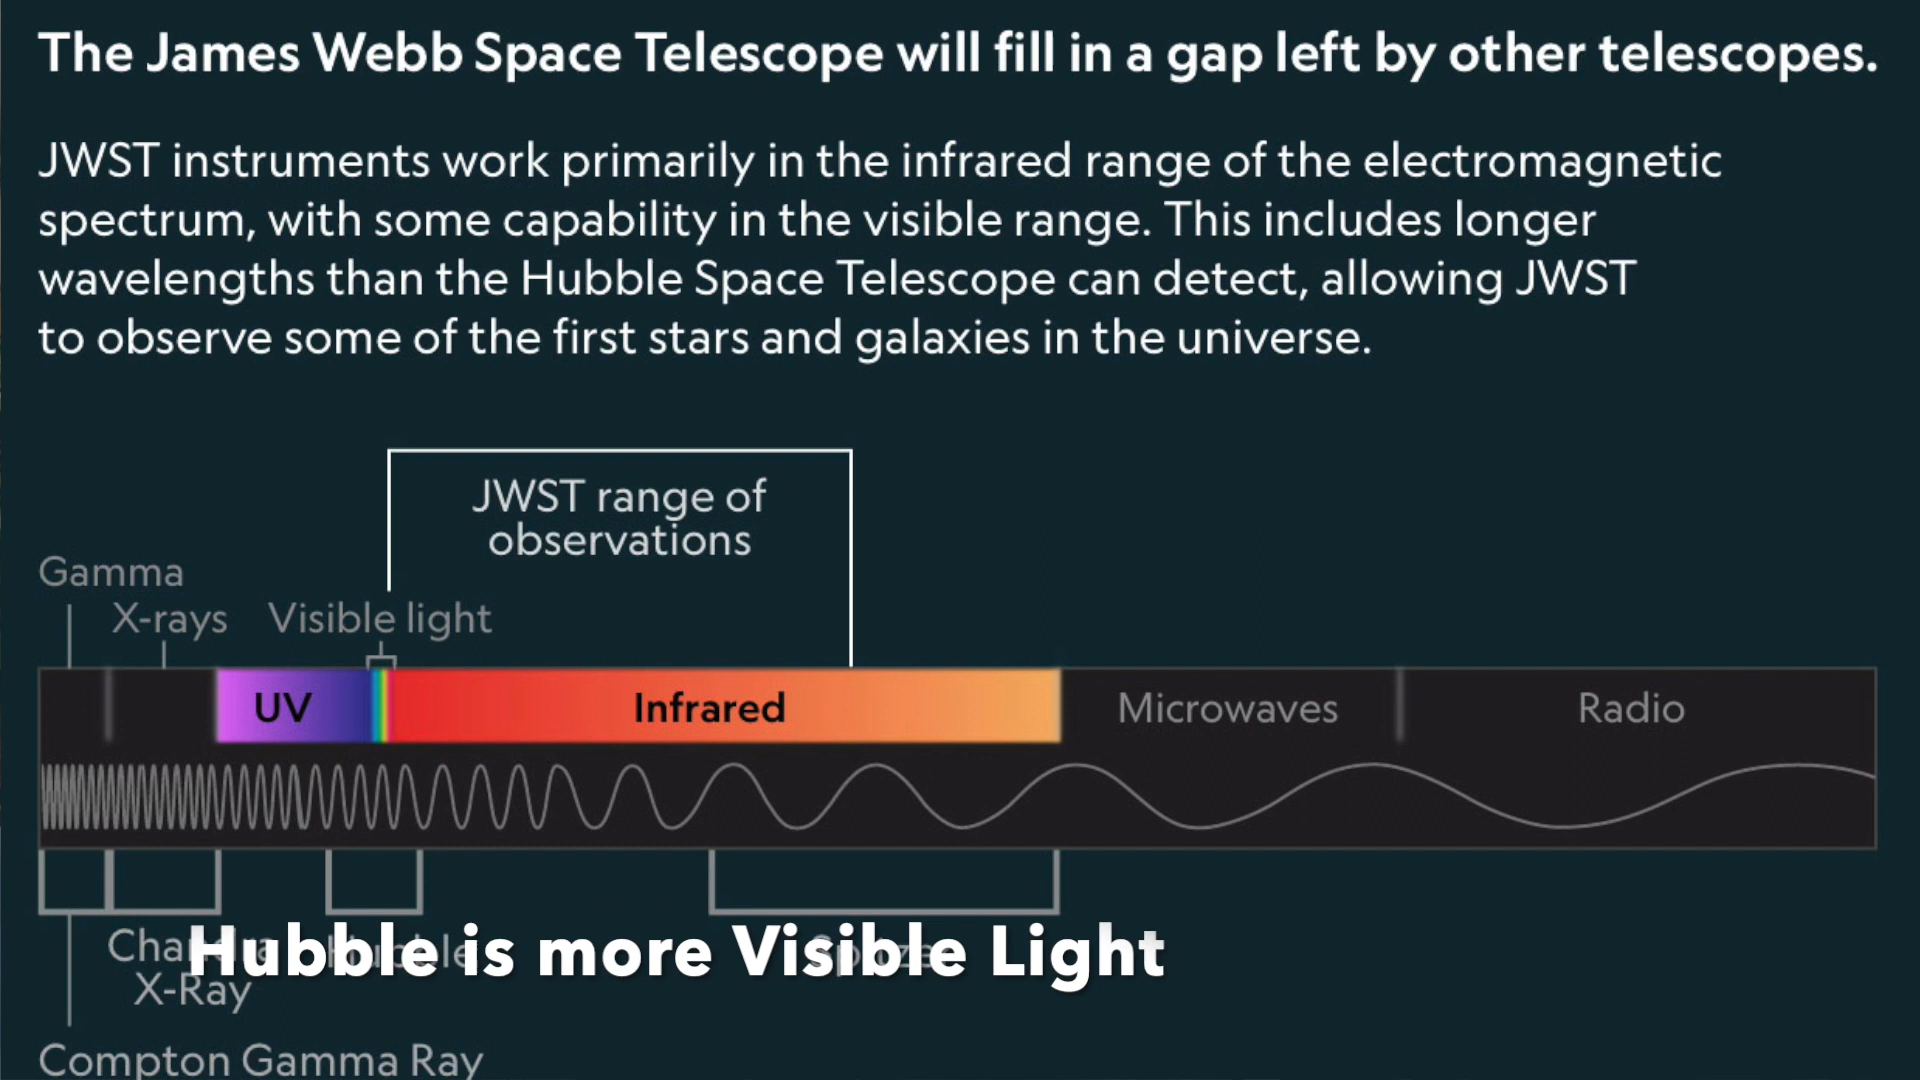 The James Webb Space Telescope will fill in a gap left by other telescopes.
JWST instruments work primarily in the infrared range of the electromagnetic
spectrum, with some capability in the visible range. This includes longer
wavelengths than the Hubble Space Telescope can detect, allowing JWST
to observe some of the first stars and galaxies in the universe.
JWST range of
observations
Gamma
X-rays
Visible light
UV
Infrared
Microwaves
Radio
Chandra
Hubble
Hubble is more Visible Light
X-Ray
Compton Gamma Ray